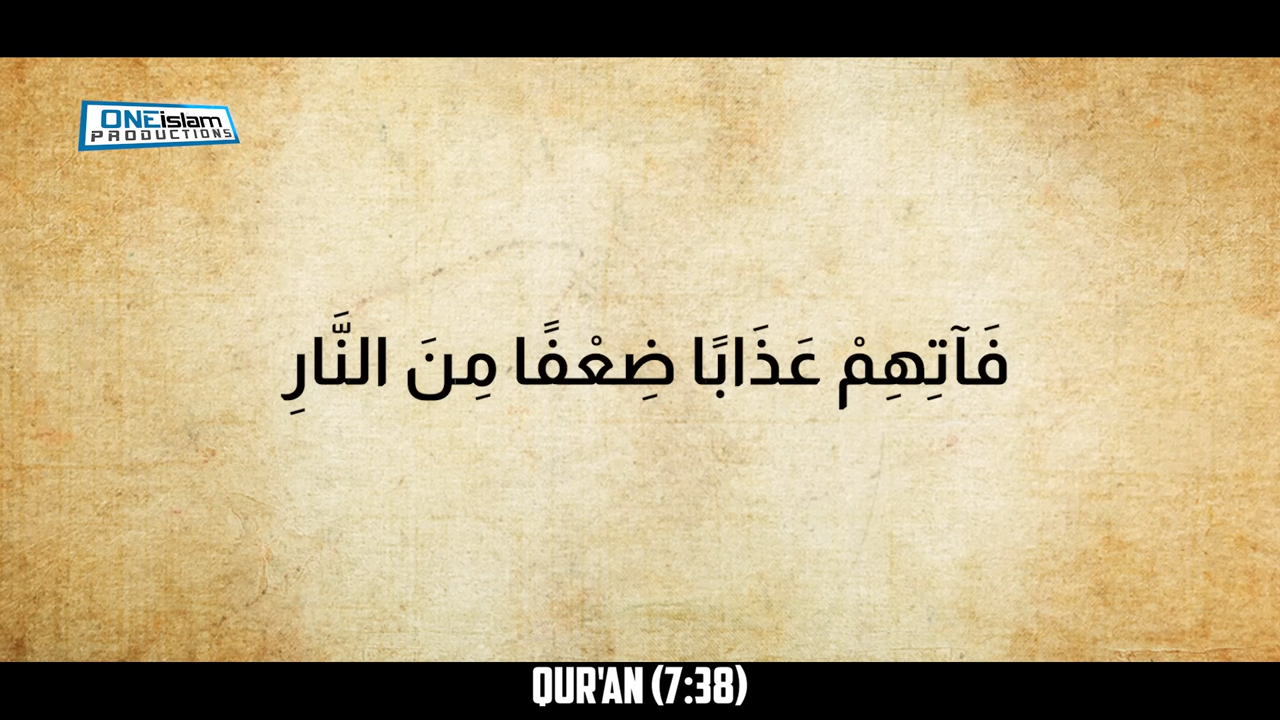 ONEislam
PRODUCTIONS
فَآتِهِمْ عَذَابًا ضِعْفًا مِنَ النَّارِ
QUR'AN (7:38)